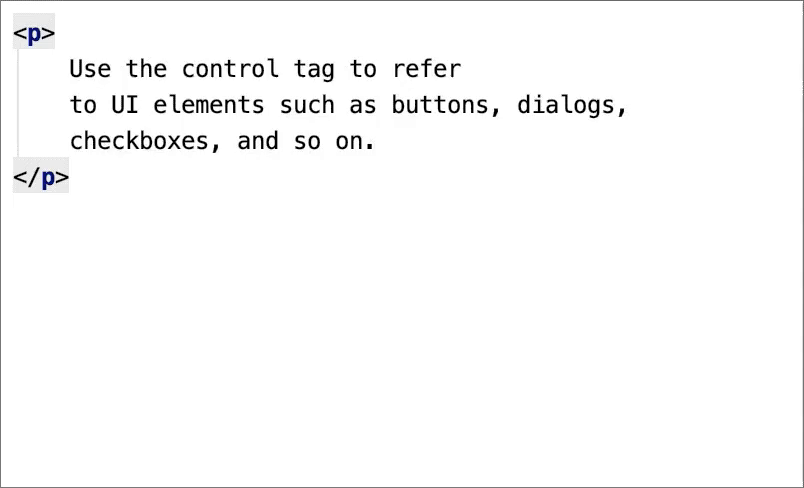 <p>
    Use the control tag to refer
    to UI elements such as buttons, dialogs,
    checkboxes, and so on.
</p>